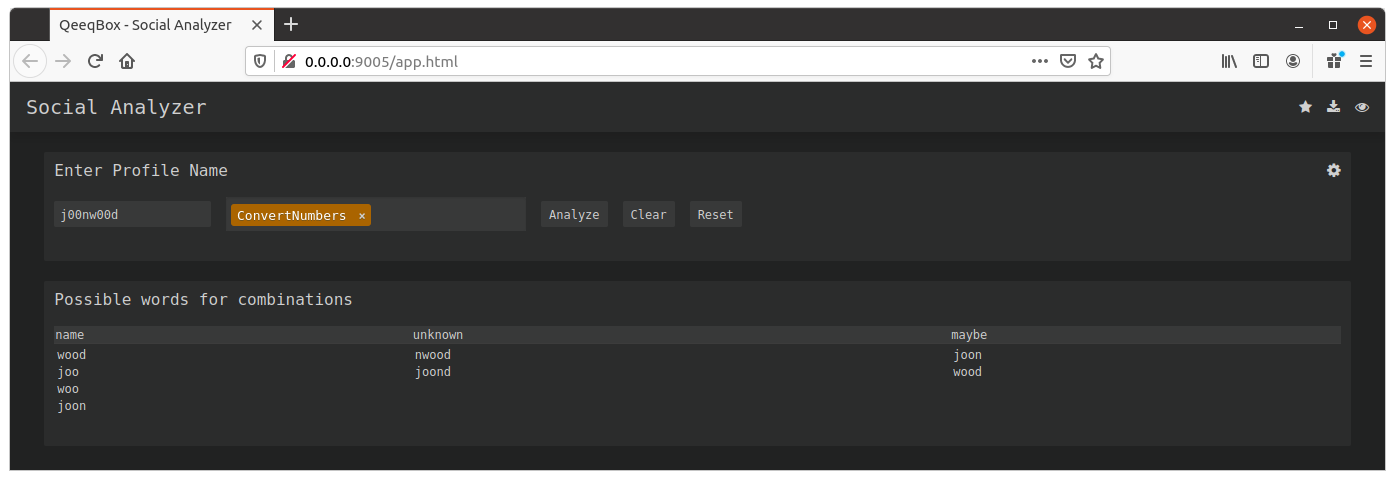 QeeqBox - Social Analyzer
0.0.0.0:9005/app.html
Social Analyzer
Enter Profile Name
j00nw00d ConvertNumbers × Analyze Clear Reset
Possible words for combinations
name unknown maybe
wood nwood joon
joo joond wood
woo
joon